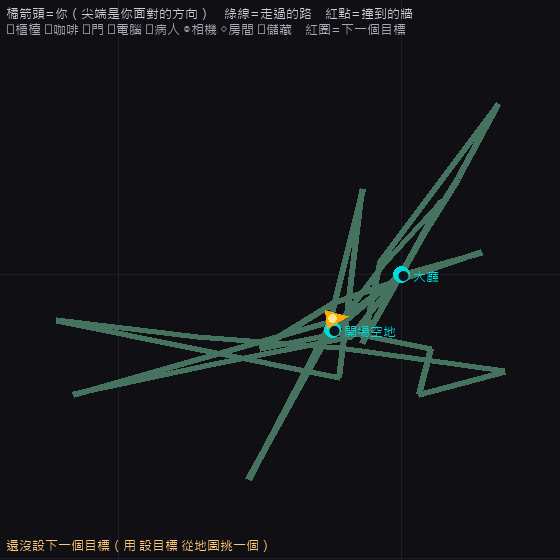 橘箭頭=你（尖端是你面對的方向） 綠線=走過的路 紅點=撞到的牆
櫃檯 咖啡 門 電腦 病人 相機 ◇房間 儲藏 紅圈=下一個目標
大廳
開場空地
還沒設下一個目標（用 設目標 從地圖挑一個）